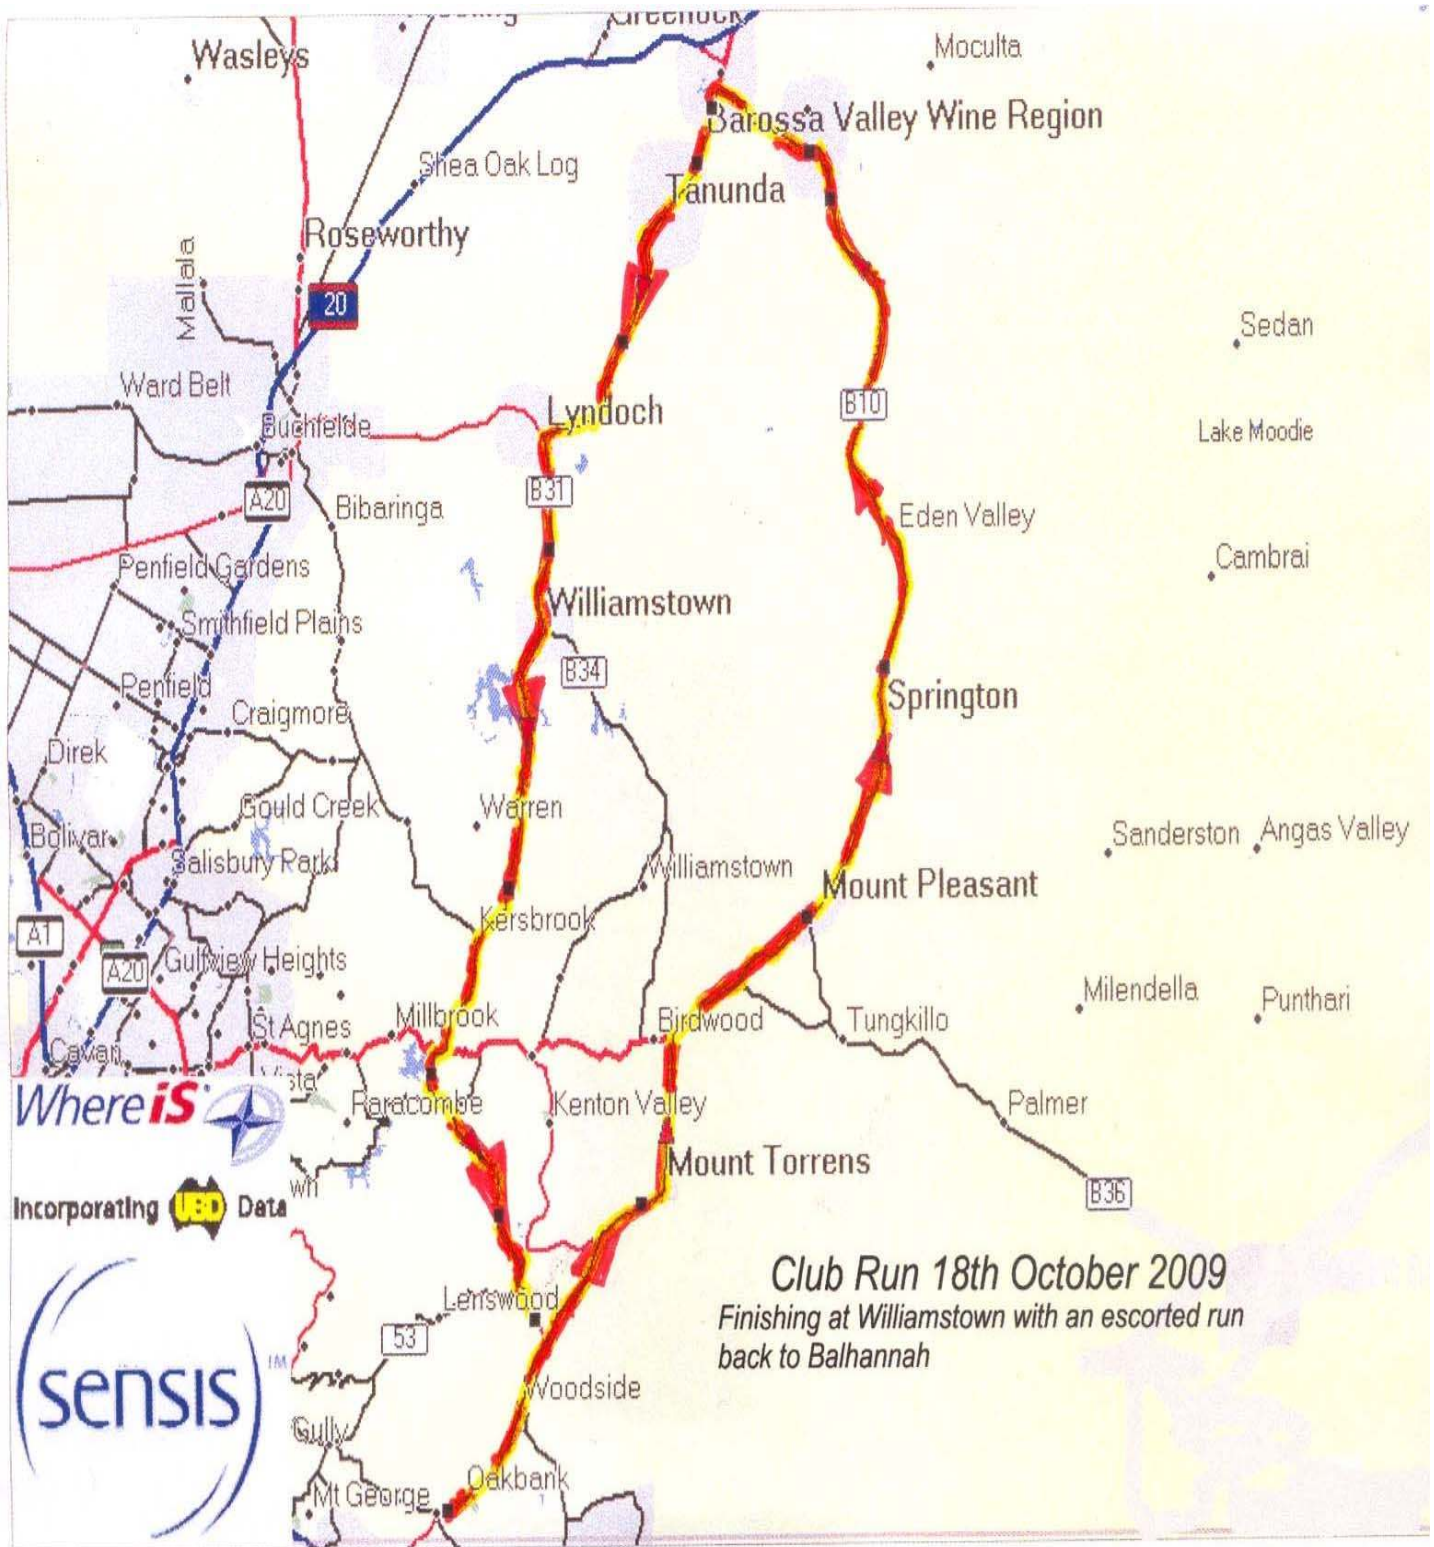 Greenock
Moculta
Wasleys
Barossa Valley Wine Region
Shea Oak Log
Tanunda
Roseworthy
Mallala
20
Sedan
Ward Belt
Lyndoch
B10
Buchfelde
Lake Moodie
B31
A20
Bibaringa
Eden Valley
Penfield Gardens
Cambrai
Williamstown
Smithfield Plains
B34
Penfield
Springton
Craigmore
Direk
Gould Creek
Warren
Bolivar
Sanderston
Angas Valley
Salisbury Park
Williamstown
Mount Pleasant
Kersbrook
A1
A20
Gulfview Heights
Milendella
Punthari
Millbrook
St Agnes
Birdwood
Tungkillo
Cavan
Vista
Whereis
Paracombe
Kenton Valley
Palmer
Mount Torrens
wn
B36
Incorporating UBD Data
Club Run 18th October 2009
Lenswood
Finishing at Williamstown with an escorted run
53
back to Balhannah
sensis
TM
Woodside
Gully
Oakbank
Mt George